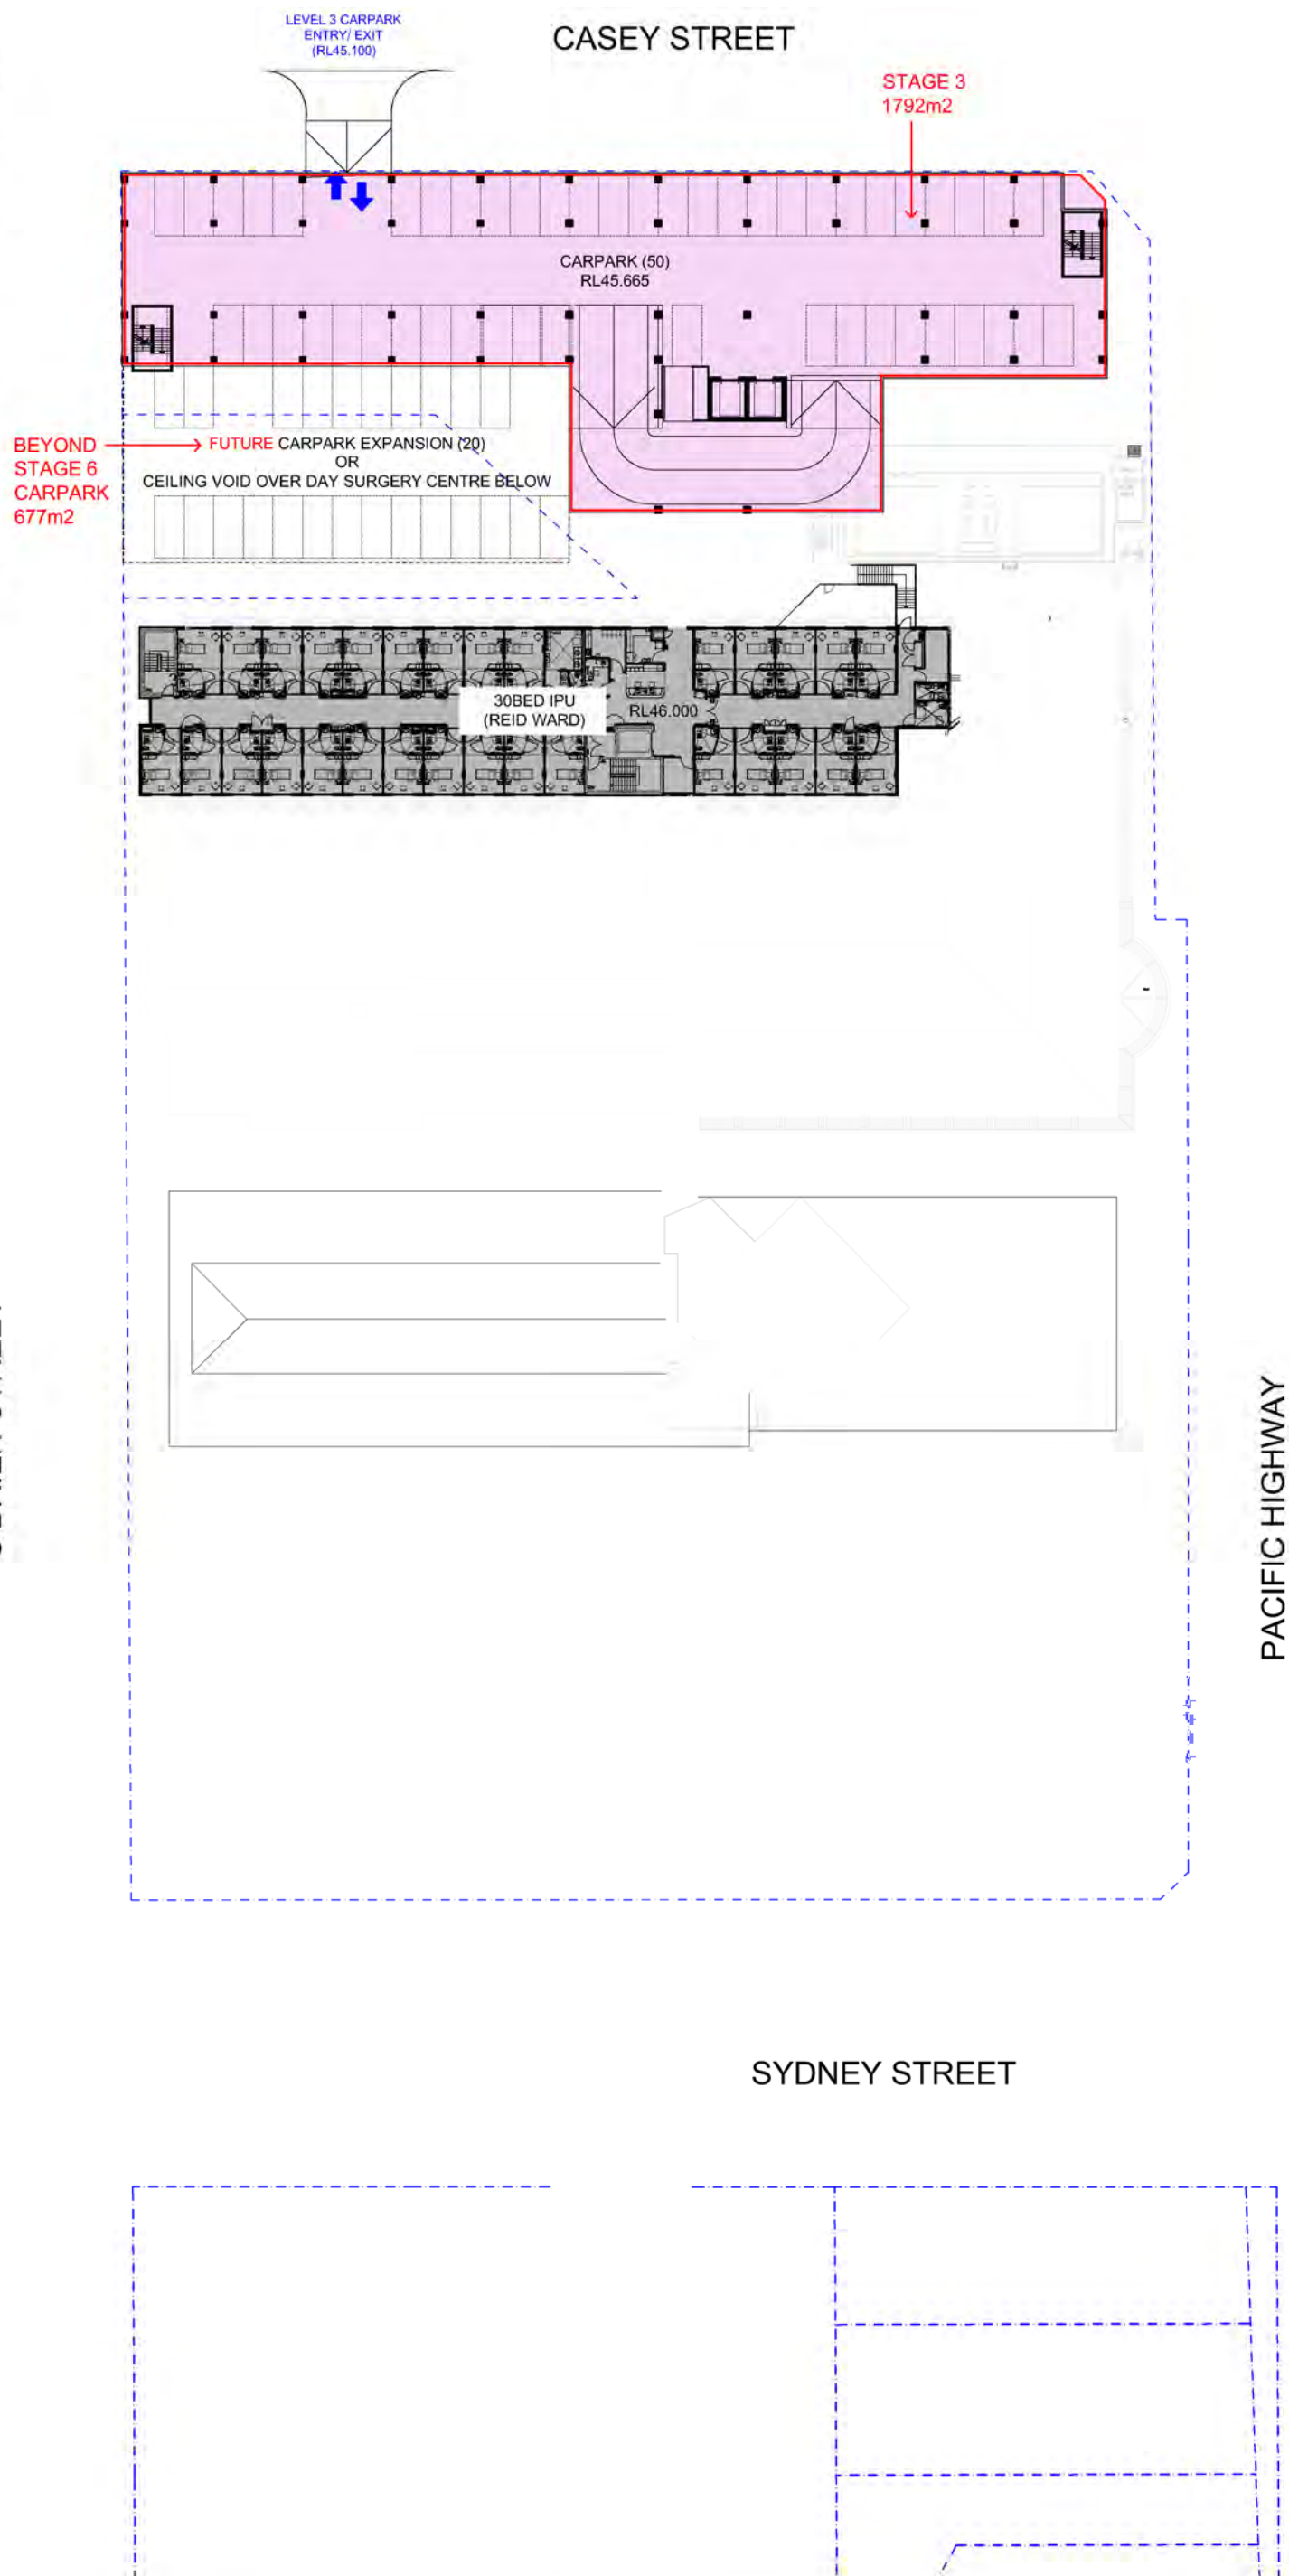 LEVEL 3 CARPARK
ENTRY/ EXIT
(RL45.100)
CASEY STREET
STAGE 3
1792m2
CARPARK (50)
RL45.665
BEYOND
STAGE 6
CARPARK
677m2
FUTURE CARPARK EXPANSION (20)
OR
CEILING VOID OVER DAY SURGERY CENTRE BELOW
30BED IPU
(REID WARD)
RL46.000
PACIFIC HIGHWAY
SYDNEY STREET